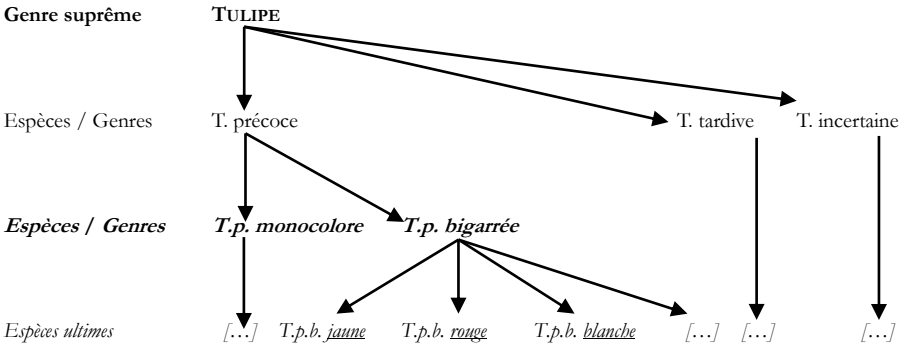 Genre suprême TULIPE
Espèces / Genres T. précoce T. tardive T. incertaine
Espèces / Genres T.p. monocolore T.p. bigarrée
Espèces ultimes […] T.p.b. jaune T.p.b. rouge T.p.b. blanche […] […] […]